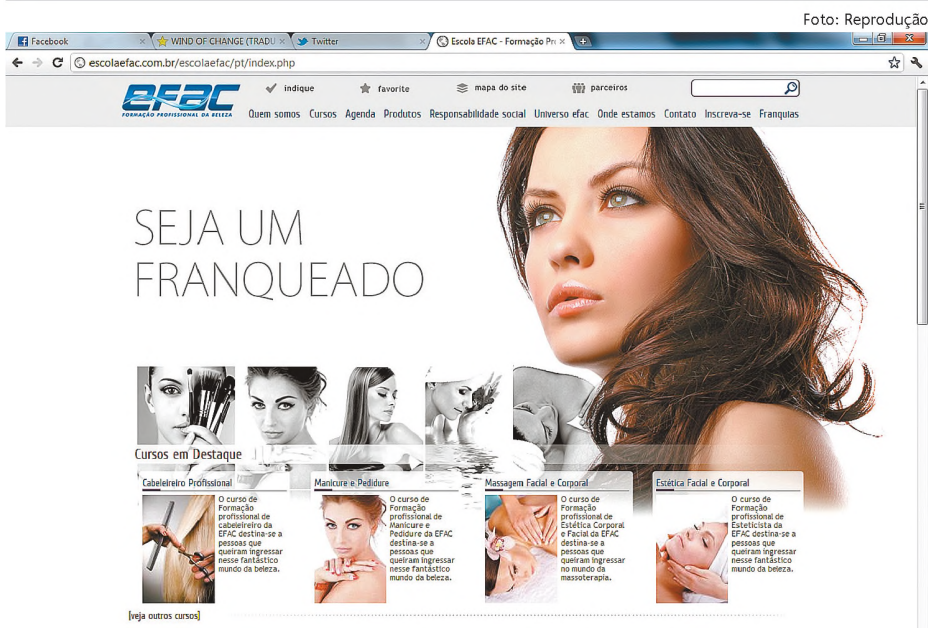 Foto: Reprodução
Facebook
WIND OF CHANGE (TRADU
Twitter
Escola EFAC - Formação Pro
escolaefac.com.br/escolaefac/pt/index.php
indique favorite mapa do site parceiros
efac
FORMAÇÃO PROFISSIONAL DA BELEZA
Quem somos Cursos Agenda Produtos Responsabilidade social Universo efac Onde estamos Contato Inscreva-se Franquias
SEJA UM
FRANQUEADO
Cursos em Destaque
Cabeleireiro Profissional
O curso de
Formação
profissional de
cabeleireiro da
EFAC destina-se a
pessoas que
queiram ingressar
nesse fantástico
mundo da beleza.
Manicure e Pedidure
O curso de
Formação
profissional de
Manicure e
Pedidure da EFAC
destina-se a
pessoas que
queiram ingressar
nesse fantástico
mundo da beleza.
Massagem Facial e Corporal
O curso de
Formação
profissional de
Estética Corporal
e Facial da EFAC
destina-se a
pessoas que
queiram ingressar
no mundo da
massoterapia.
Estética Facial e Corporal
O curso de
Formação
profissional de
Esteticista da
EFAC destina-se a
pessoas que
queiram ingressar
nesse fantástico
mundo da beleza.
[veja outros cursos]